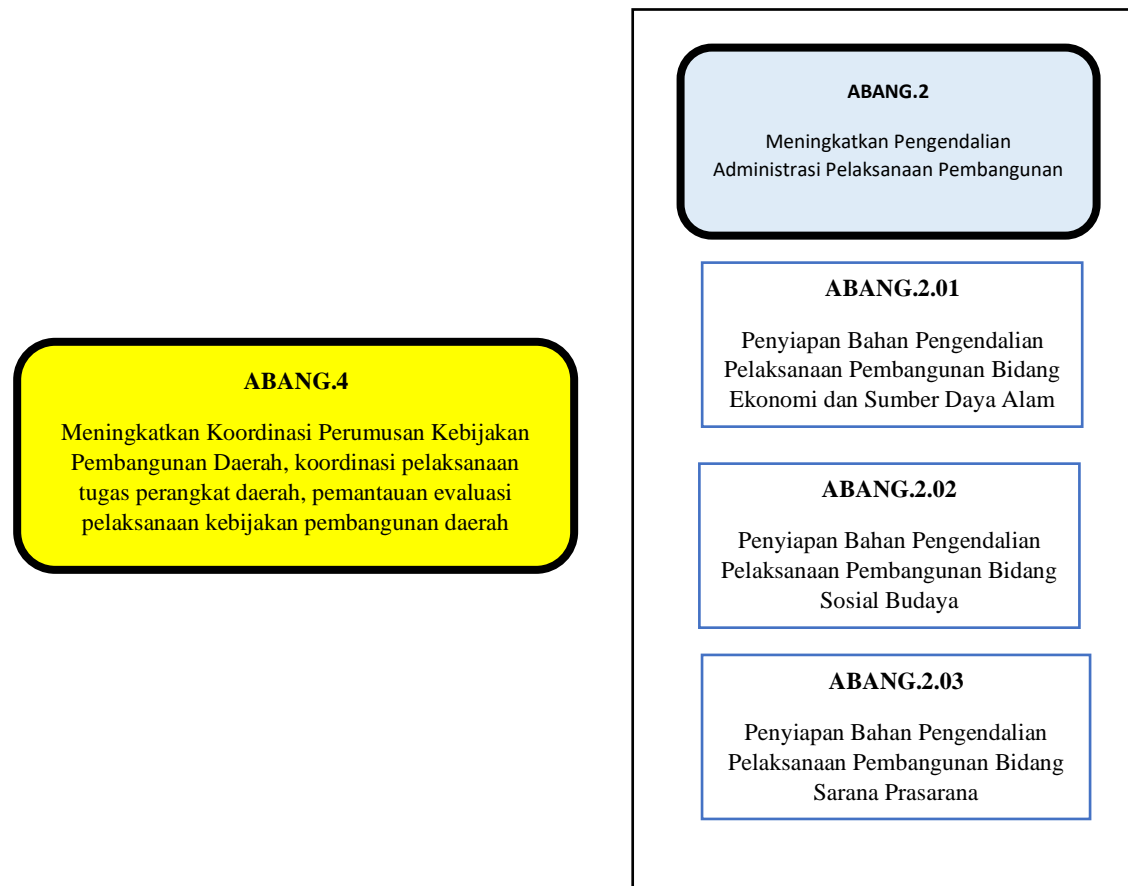 ABANG.4
Meningkatkan Koordinasi Perumusan Kebijakan
Pembangunan Daerah, koordinasi pelaksanaan
tugas perangkat daerah, pemantauan evaluasi
pelaksanaan kebijakan pembangunan daerah
ABANG.2
Meningkatkan Pengendalian
Administrasi Pelaksanaan Pembangunan
ABANG.2.01
Penyiapan Bahan Pengendalian
Pelaksanaan Pembangunan Bidang
Ekonomi dan Sumber Daya Alam
ABANG.2.02
Penyiapan Bahan Pengendalian
Pelaksanaan Pembangunan Bidang
Sosial Budaya
ABANG.2.03
Penyiapan Bahan Pengendalian
Pelaksanaan Pembangunan Bidang
Sarana Prasarana